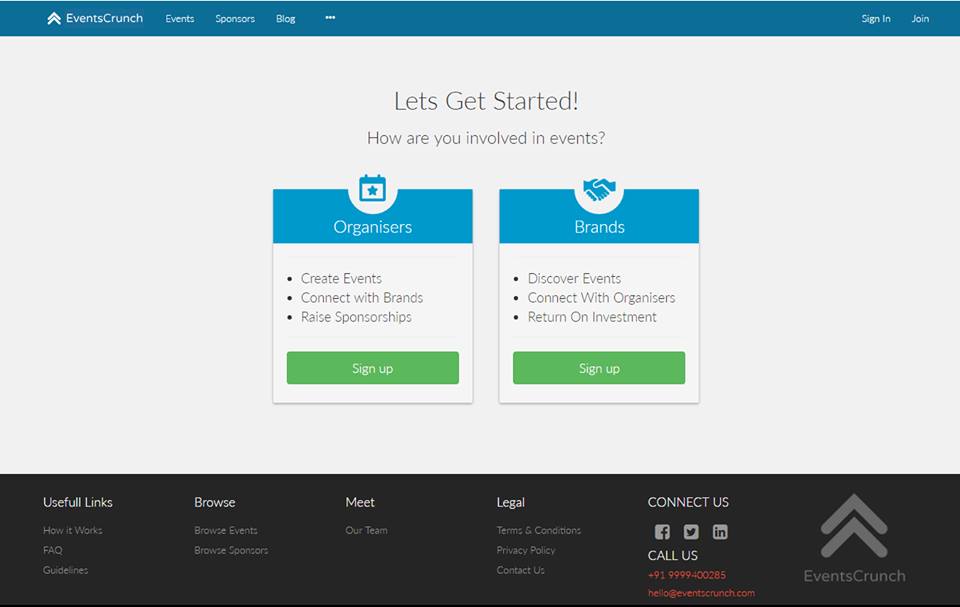 EventsCrunch Events Sponsors Blog ••• Sign In Join
Lets Get Started!
How are you involved in events?
Organisers
• Create Events
• Connect with Brands
• Raise Sponsorships
Sign up
Brands
• Discover Events
• Connect With Organisers
• Return On Investment
Sign up
Usefull Links
How it Works
FAQ
Guidelines
Browse
Browse Events
Browse Sponsors
Meet
Our Team
Legal
Terms & Conditions
Privacy Policy
Contact Us
CONNECT US
CALL US
+91 9999400285
hello@eventscrunch.com
EventsCrunch